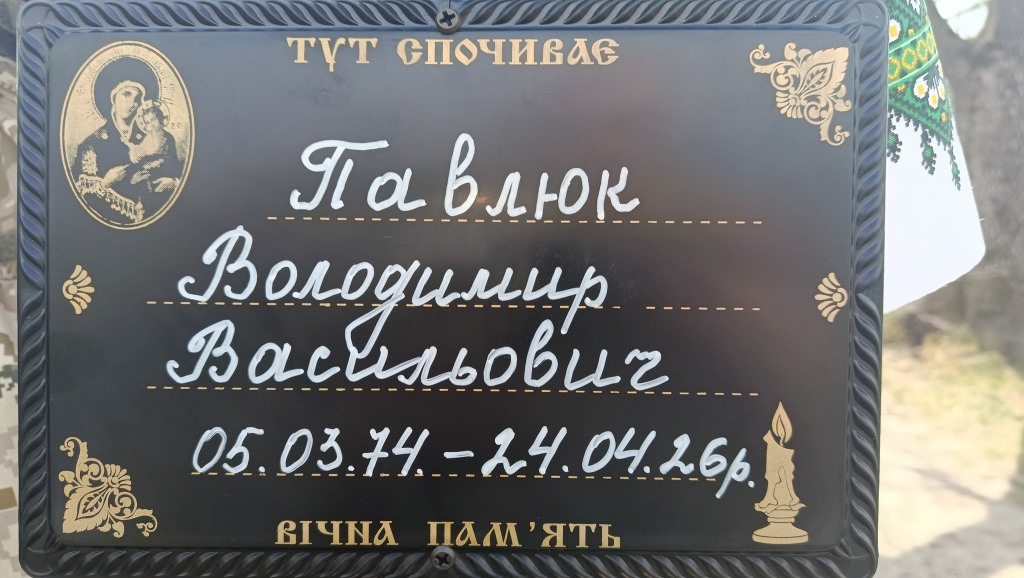 ТУТ СПОЧИВАЄ
Павлюк
Володимир
Васильович
05.03.74. – 24.04.26р.
ВІЧНА ПАМ'ЯТЬ